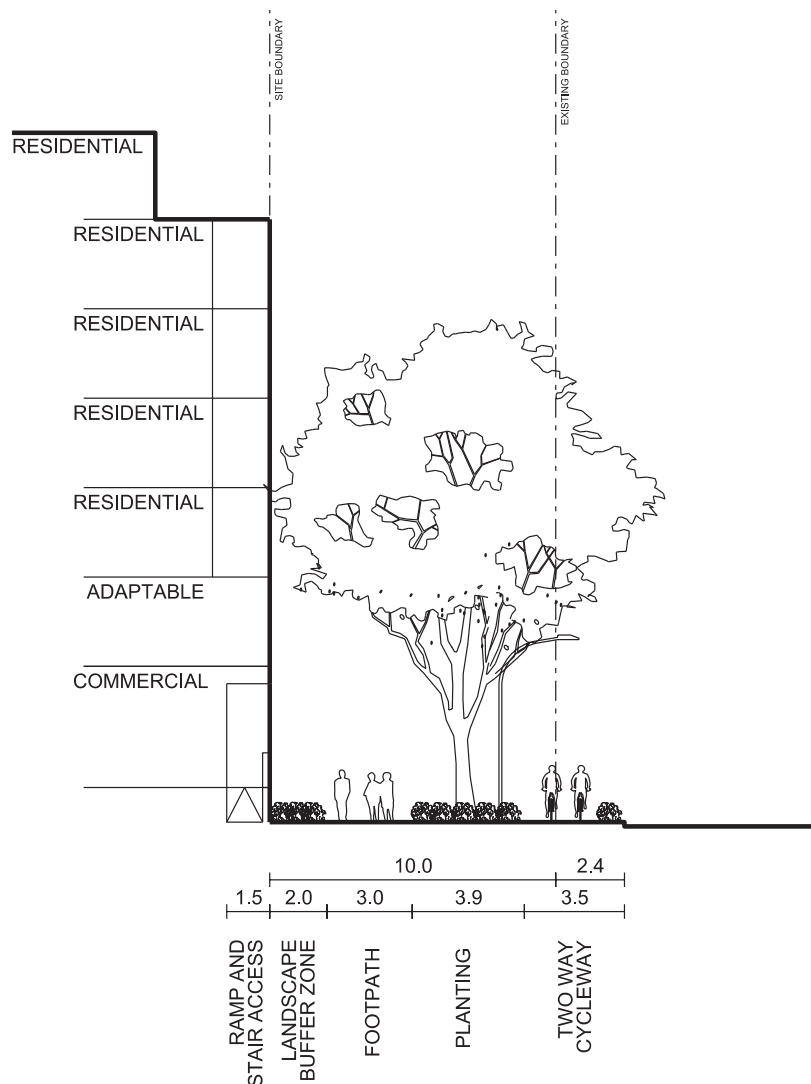 SITE BOUNDARY
EXISTING BOUNDARY
RESIDENTIAL
RESIDENTIAL
RESIDENTIAL
RESIDENTIAL
RESIDENTIAL
ADAPTABLE
COMMERCIAL
10.0
2.4
1.5
2.0
3.0
3.9
3.5
RAMP AND
STAIR ACCESS
LANDSCAPE
BUFFER ZONE
FOOTPATH
PLANTING
TWO WAY
CYCLEWAY